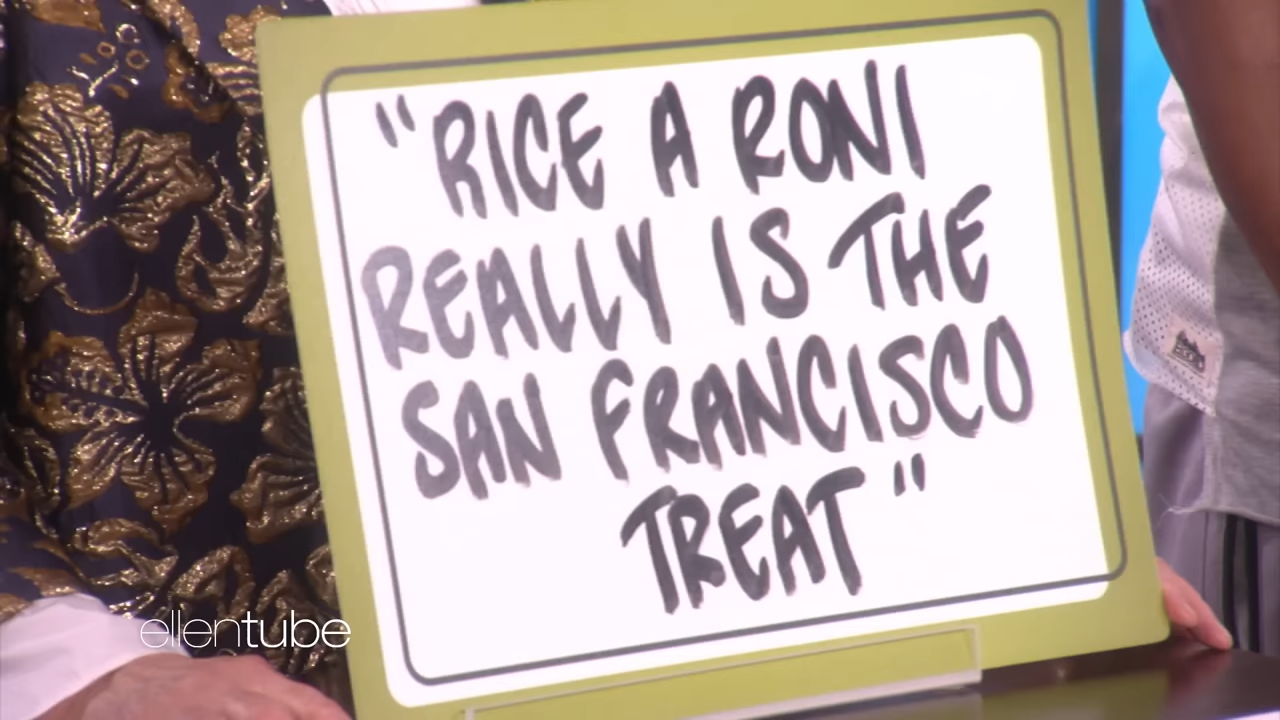 "RICE A RONI
REALLY IS THE
SAN FRANCISCO
TREAT"
ellentube